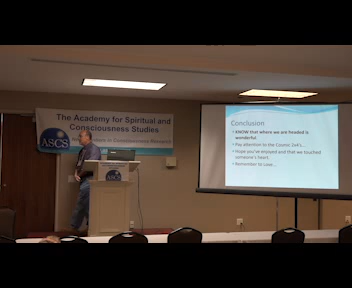 The Academy for Spiritual and
Consciousness Studies
ASCS
Conclusion
KNOW that where we are headed is
wonderful.
Pay attention to the Cosmic
Hope you've enjoyed and that we touched
someone's heart.
Remember to Love...